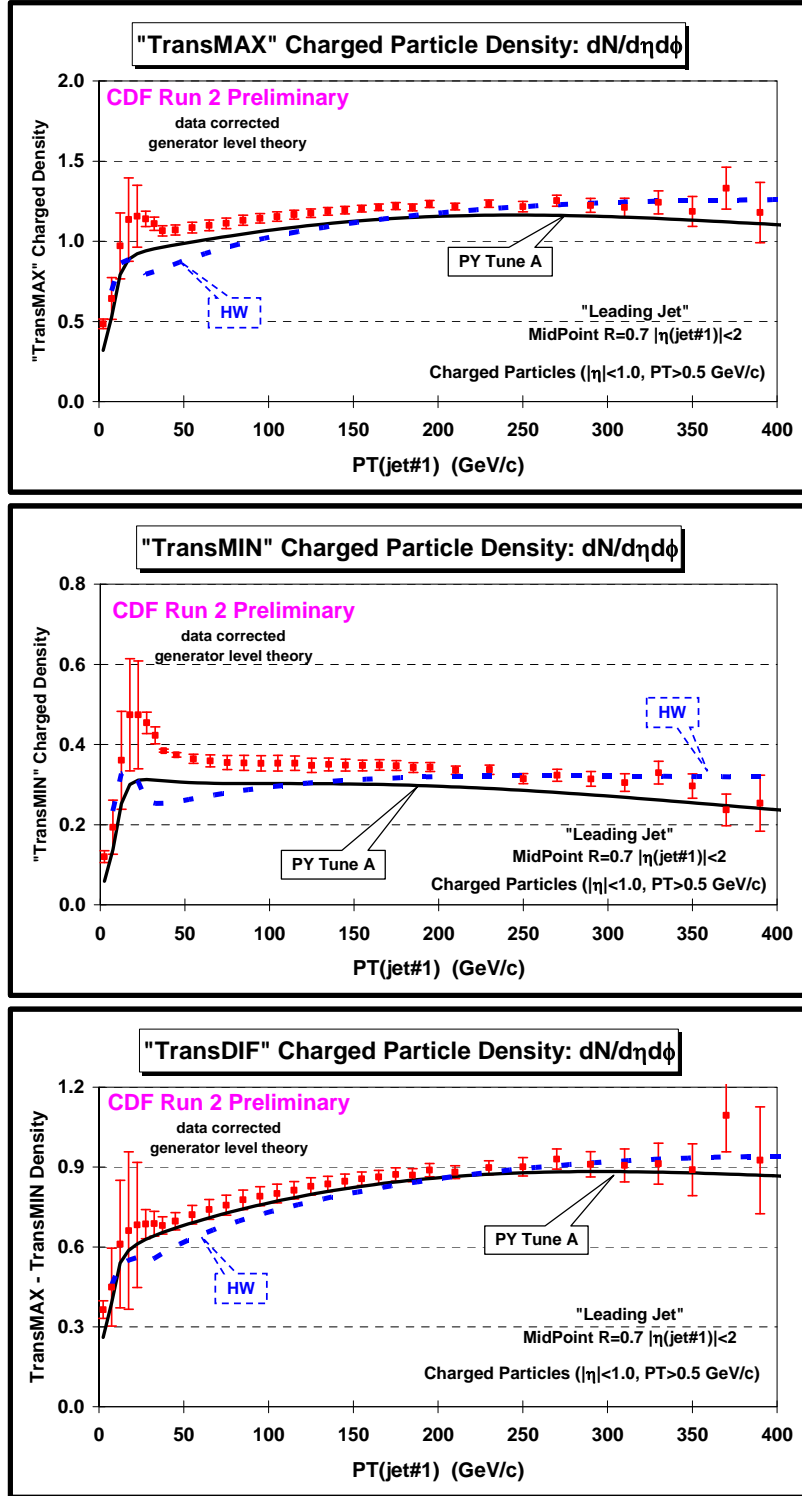 "TransMAX" Charged Particle Density: dN/dηdϕ
2.0
CDF Run 2 Preliminary
data corrected
generator level theory
1.5
"TransMAX" Charged Density
1.0
PY Tune A
HW
"Leading Jet"
0.5
MidPoint R=0.7 |η(jet#1)|<2
Charged Particles (|η|<1.0, PT>0.5 GeV/c)
0.0
0 50 100 150 200 250 300 350 400
PT(jet#1) (GeV/c)
"TransMIN" Charged Particle Density: dN/dηdϕ
0.8
CDF Run 2 Preliminary
data corrected
generator level theory
0.6
"TransMIN" Charged Density
HW
0.4
0.2
"Leading Jet"
PY Tune A
MidPoint R=0.7 |η(jet#1)|<2
Charged Particles (|η|<1.0, PT>0.5 GeV/c)
0.0
0 50 100 150 200 250 300 350 400
PT(jet#1) (GeV/c)
"TransDIF" Charged Particle Density: dN/dηdϕ
1.2
CDF Run 2 Preliminary
data corrected
generator level theory
0.9
TransMAX - TransMIN Density
PY Tune A
0.6
HW
"Leading Jet"
0.3
MidPoint R=0.7 |η(jet#1)|<2
Charged Particles (|η|<1.0, PT>0.5 GeV/c)
0.0
0 50 100 150 200 250 300 350 400
PT(jet#1) (GeV/c)